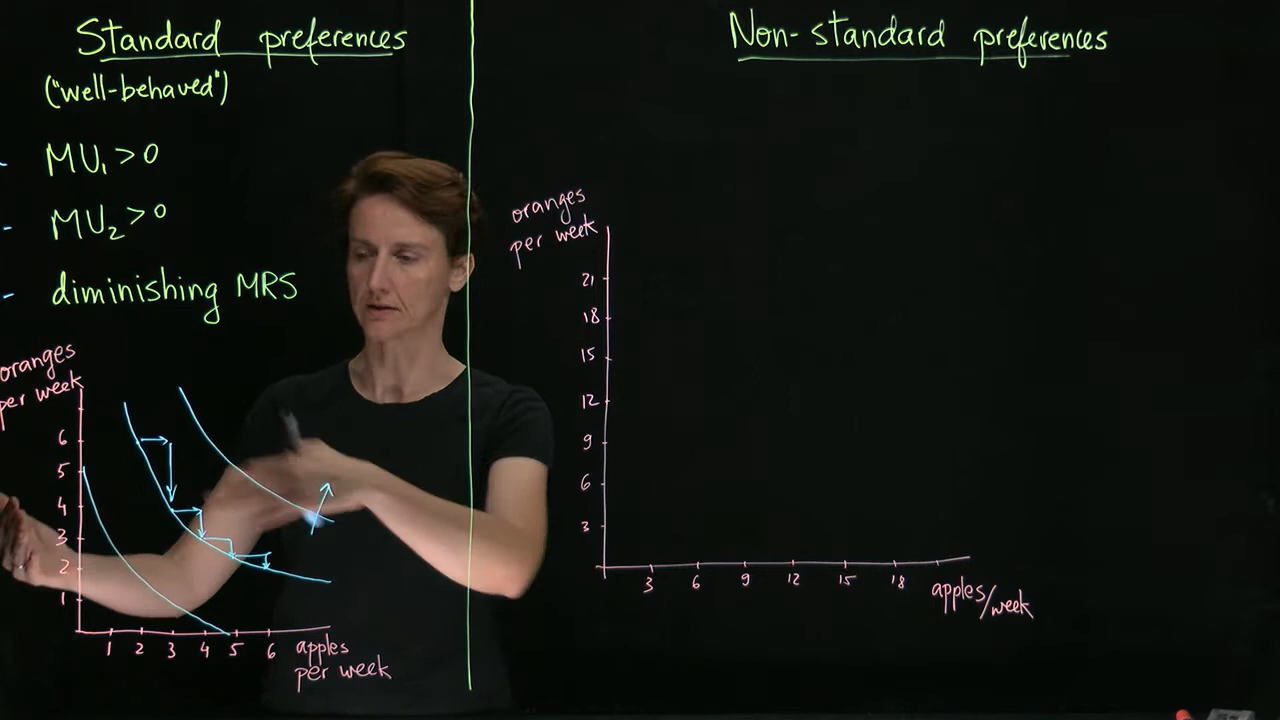 Standard preferences
("well-behaved")
- MU₁ > 0
- MU₂ > 0
- diminishing MRS
oranges
per week
6
5
4
3
2
1
1 2 3 4 5 6
apples
per week
Non-standard preferences
oranges
per week
21
18
15
12
9
6
3
3 6 9 12 15 18
apples/week